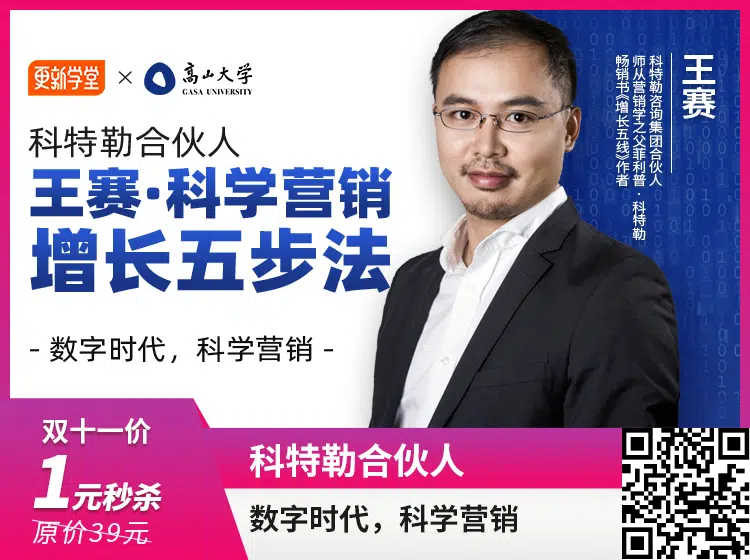 更新学堂 × 高山大学
GASA UNIVERSITY
科特勒合伙人
王赛·科学营销
增长五步法
- 数字时代，科学营销 -
王赛
科特勒咨询集团合伙人
师从营销学之父菲利普·科特勒
畅销书《增长五线》作者
双十一价
1元秒杀
原价39元
科特勒合伙人
数字时代，科学营销